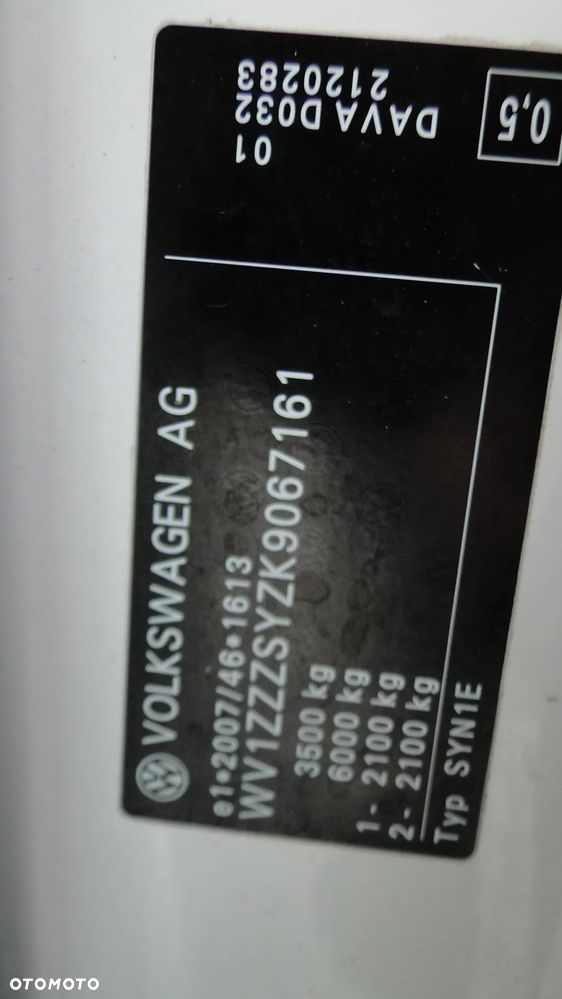 VOLKSWAGEN AG
e1*2007/46*1613
WV1ZZZSYZK9067161
3500 kg
6000 kg
1- 2100 kg
2- 2100 kg
Typ SYN1E
01
DAVA D032
2120283
0,5
OTOMOTO